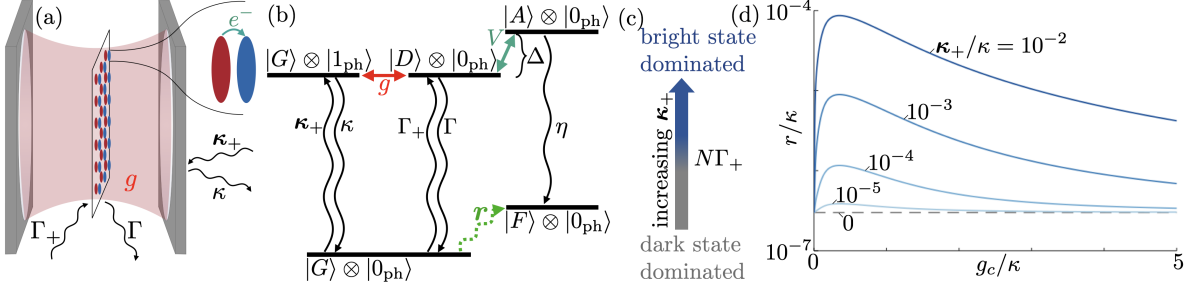 (a)
e⁻
κ₊
g
κ
Γ₊
Γ
(b)
|A⟩ ⊗ |0ph⟩
V
Δ
|G⟩ ⊗ |1ph⟩
|D⟩ ⊗ |0ph⟩
g
κ₊
κ
Γ₊
Γ
η
r
|F⟩ ⊗ |0ph⟩
|G⟩ ⊗ |0ph⟩
(c)
bright state
dominated
increasing κ₊
NΓ₊
dark state
dominated
(d)
10⁻⁴
κ₊/κ = 10⁻²
10⁻³
r/κ
10⁻⁴
10⁻⁵
0
10⁻⁷
0
g_c/κ
5